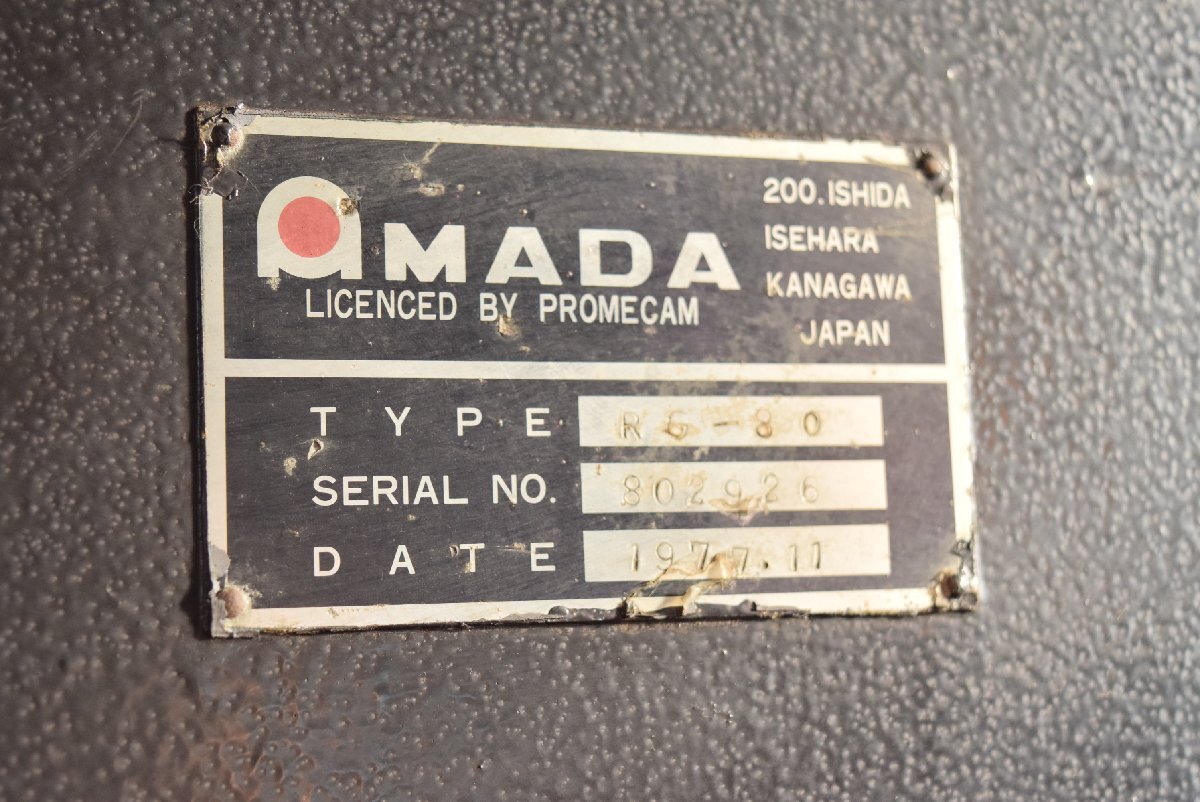 AMADA
LICENCED BY PROMECAM
200. ISHIDA
ISEHARA
KANAGAWA
JAPAN
TYPE RG-80
SERIAL NO. 802926
DATE 1977.11